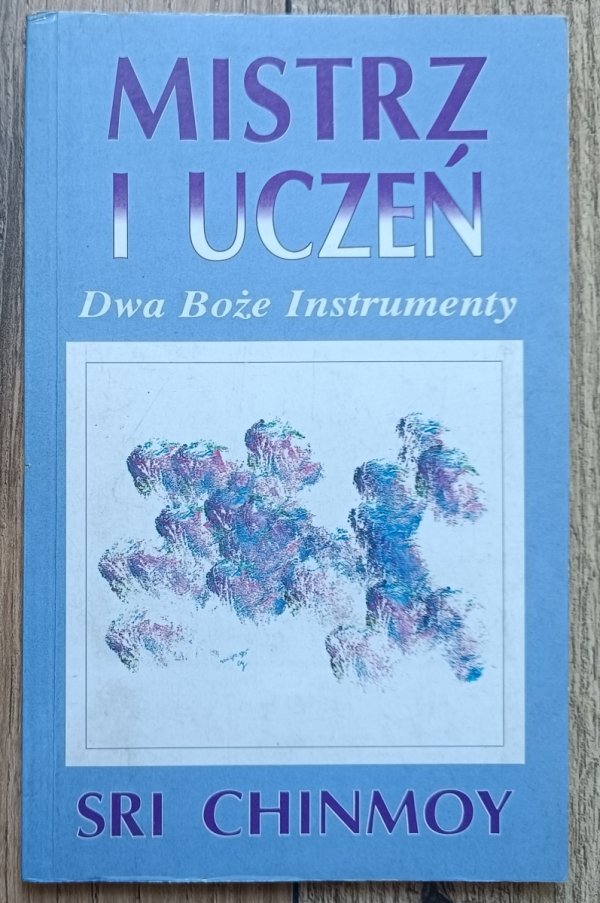 MISTRZ
I UCZEŃ
Dwa Boże Instrumenty
SRI CHINMOY